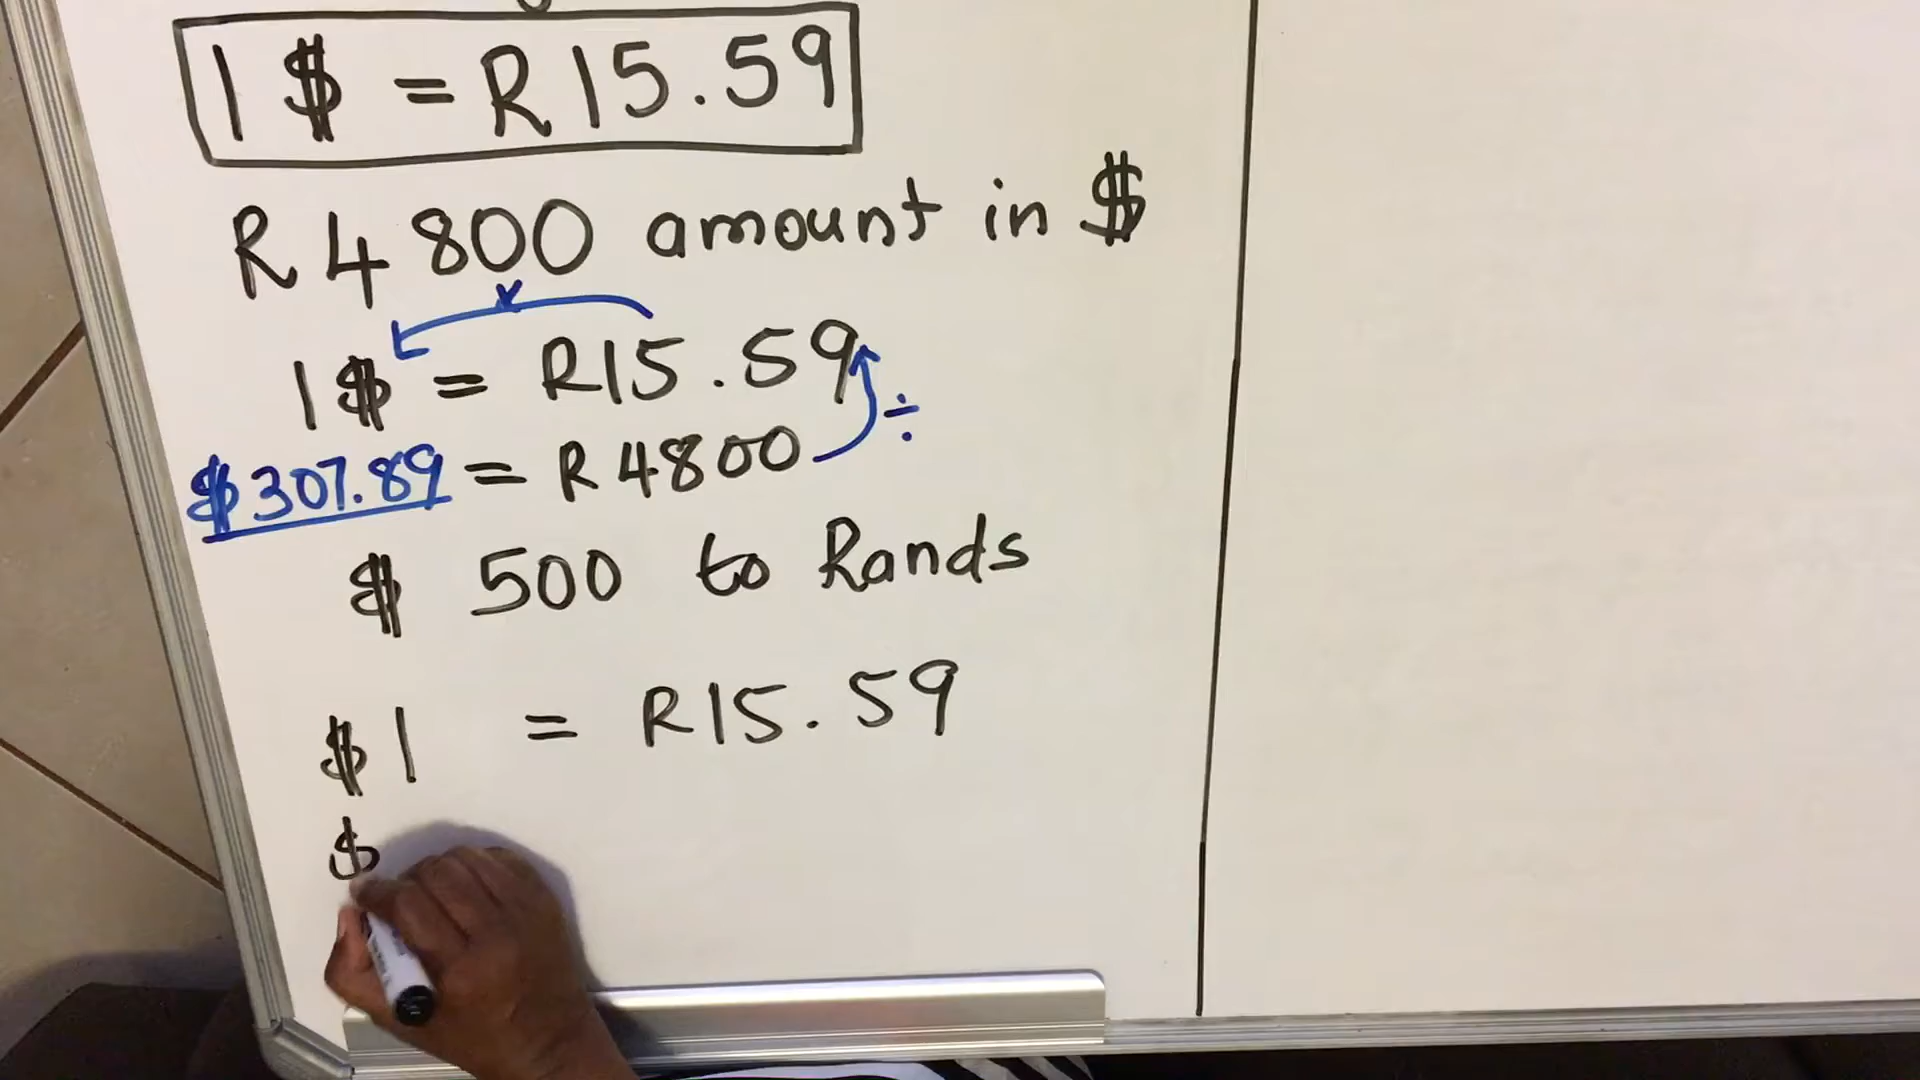 1 $ = R15.59
R4800 amount in $
x
1$ = R15.59
÷
$307.89 = R4800
$ 500 to Rands
$1 = R15.59
$